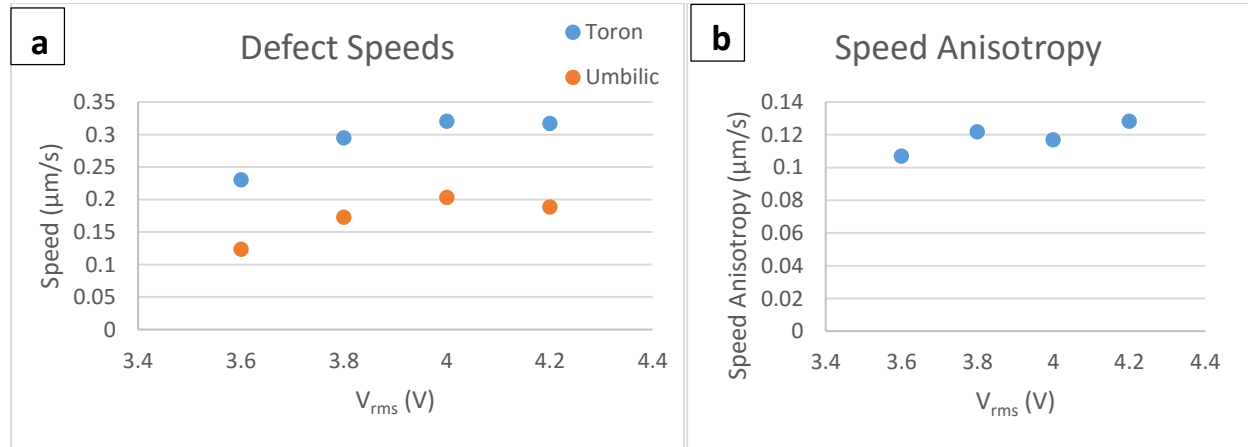 a
Defect Speeds
Toron
Umbilic
Speed (µm/s)
0.35
0.3
0.25
0.2
0.15
0.1
0.05
0
3.4 3.6 3.8 4 4.2 4.4
Vrms (V)
b
Speed Anisotropy
Speed Anisotropy (µm/s)
0.14
0.12
0.1
0.08
0.06
0.04
0.02
0
3.4 3.6 3.8 4 4.2 4.4
Vrms (V)